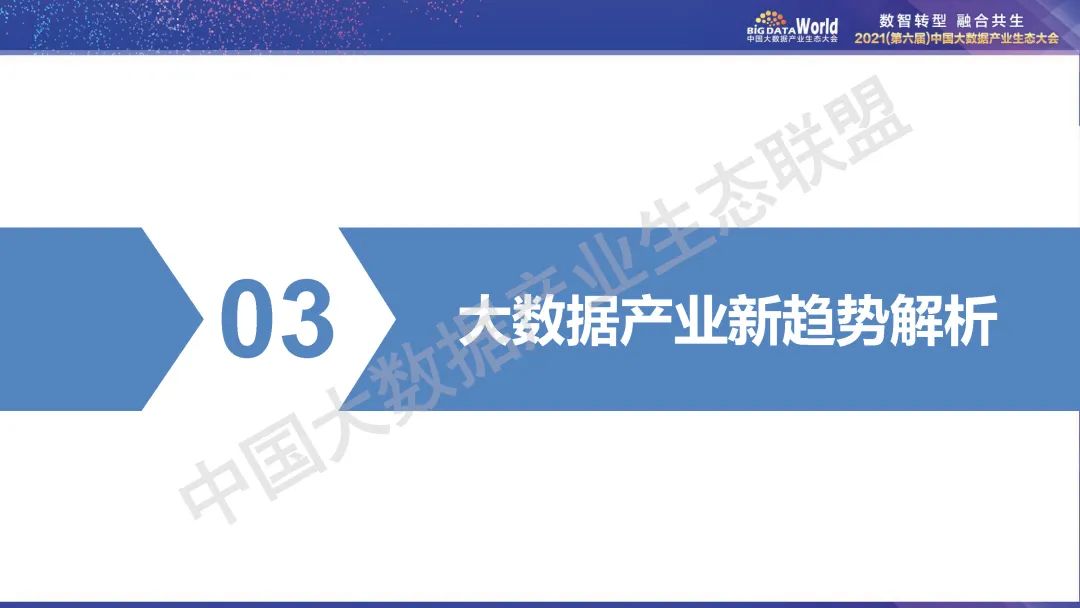 BIG DATA World
中国大数据产业生态大会
数智转型 融合共生
2021(第六届)中国大数据产业生态大会
03
大数据产业新趋势解析
中国大数据产业生态联盟